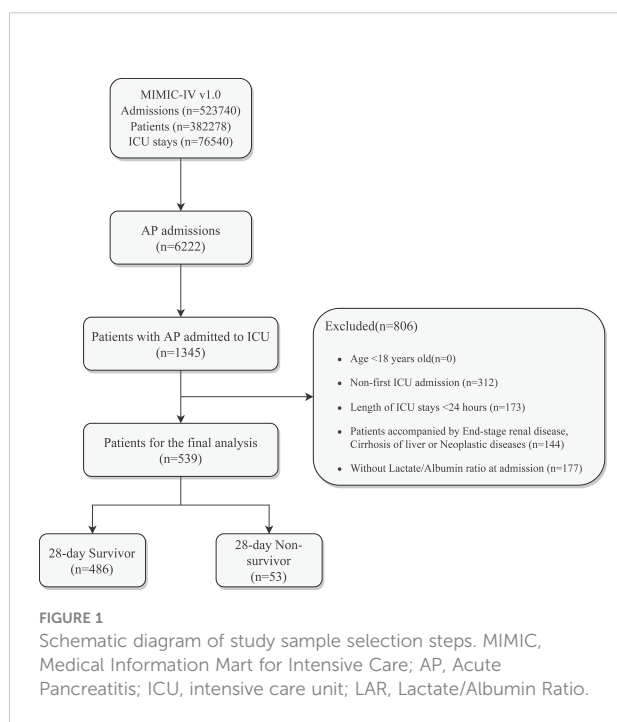 MIMIC-IV v1.0
Admissions (n=523740)
Patients (n=382278)
ICU stays (n=76540)
AP admissions
(n=6222)
Patients with AP admitted to ICU
(n=1345)
Excluded(n=806)
• Age <18 years old(n=0)
• Non-first ICU admission (n=312)
• Length of ICU stays <24 hours (n=173)
• Patients accompanied by End-stage renal disease,
Cirrhosis of liver or Neoplastic diseases (n=144)
• Without Lactate/Albumin ratio at admission (n=177)
Patients for the final analysis
(n=539)
28-day Survivor
(n=486)
28-day Non-
survivor
(n=53)
FIGURE 1
Schematic diagram of study sample selection steps. MIMIC,
Medical Information Mart for Intensive Care; AP, Acute
Pancreatitis; ICU, intensive care unit; LAR, Lactate/Albumin Ratio.